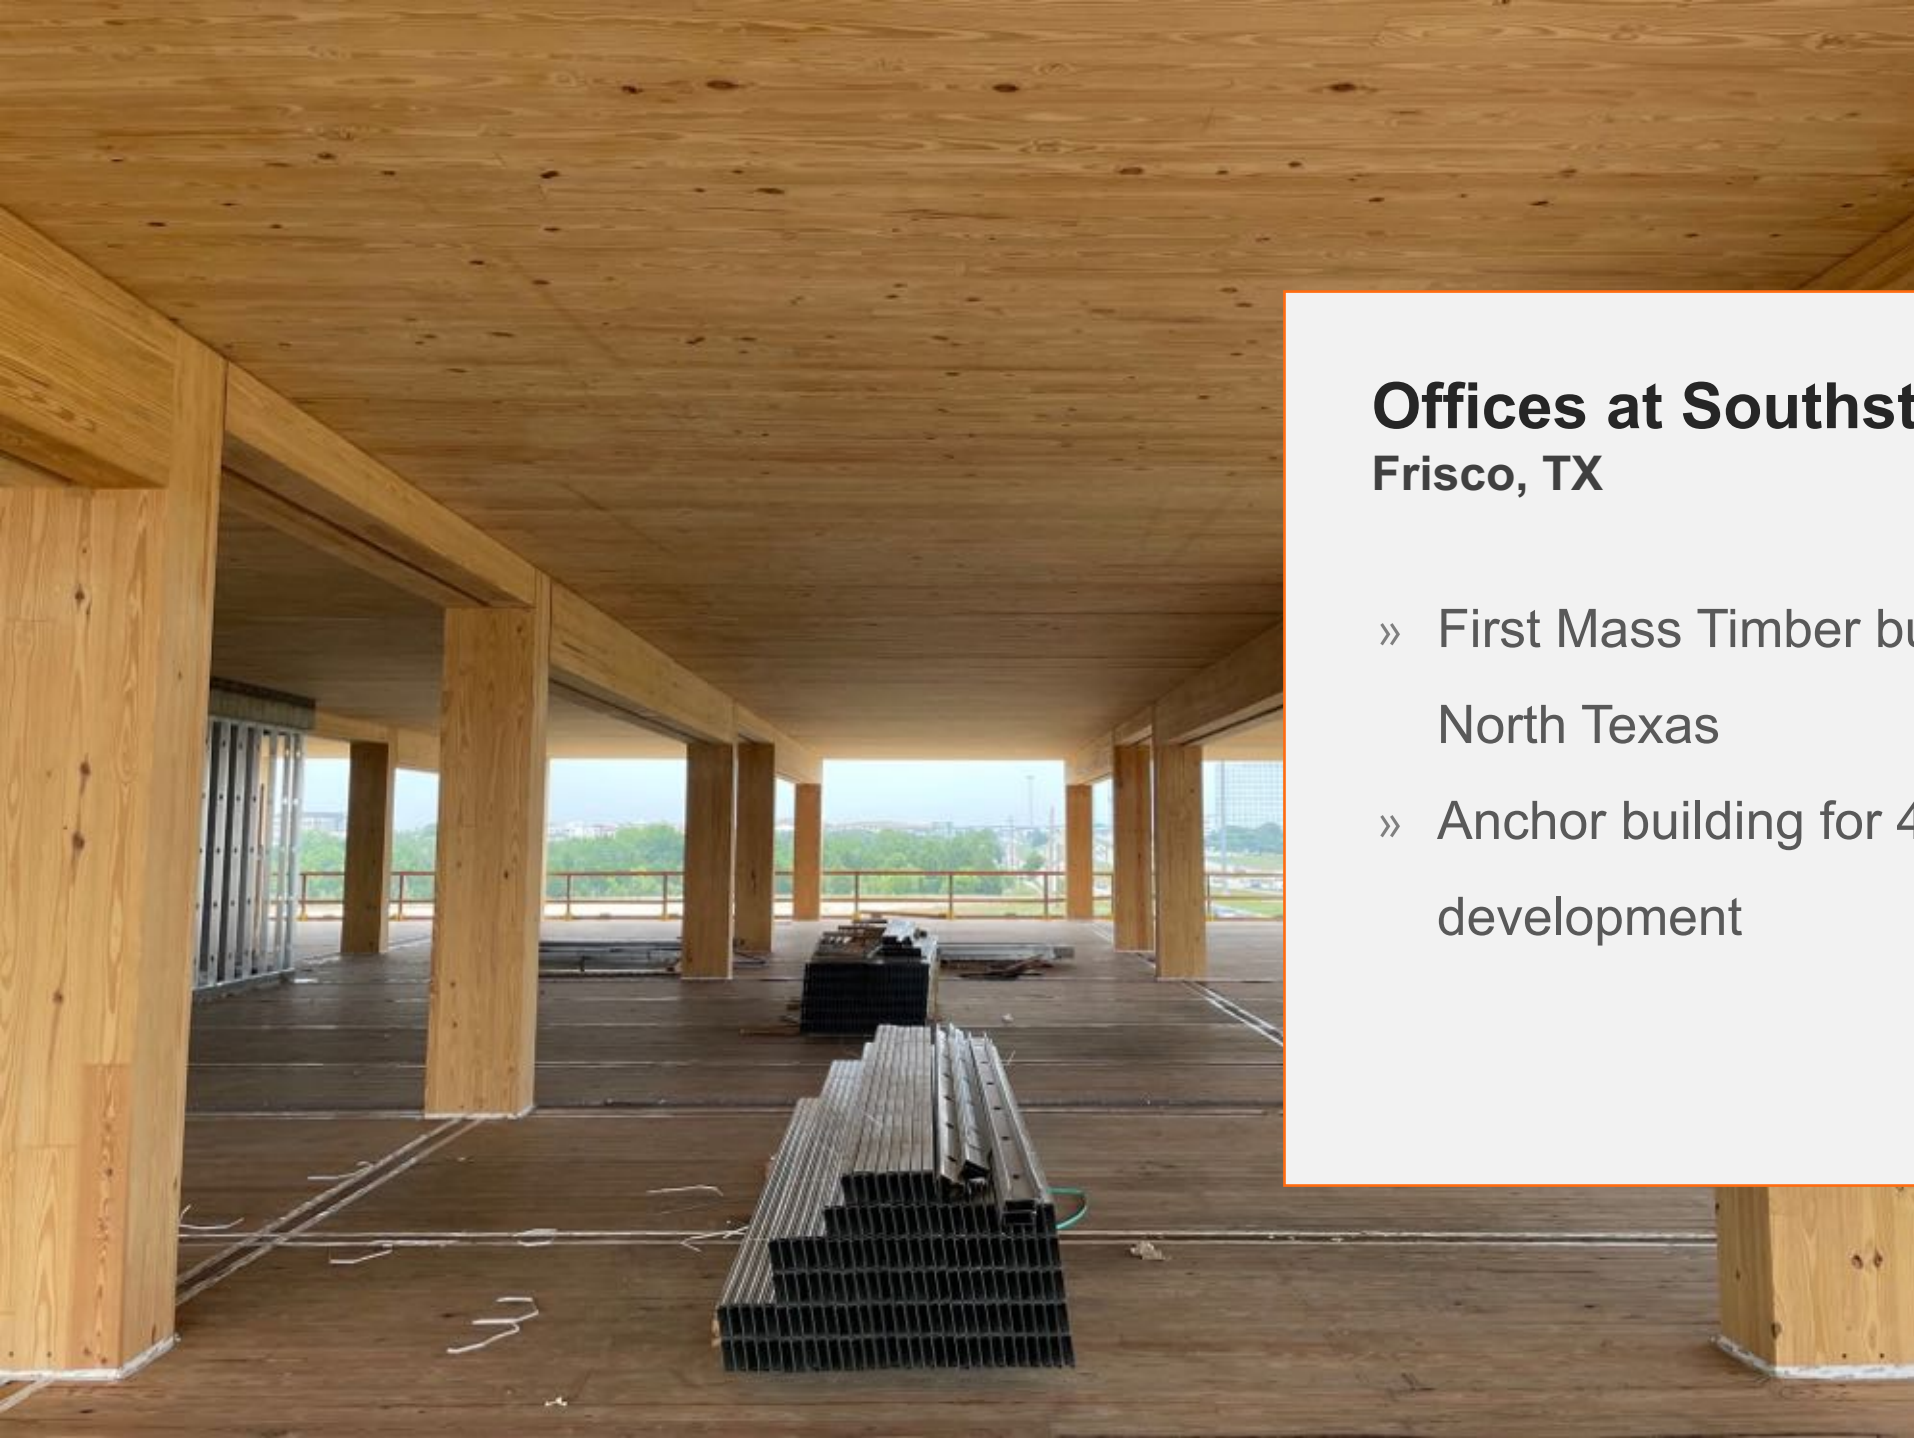 Offices at Southst
Frisco, TX
» First Mass Timber bu
North Texas
» Anchor building for 4
development